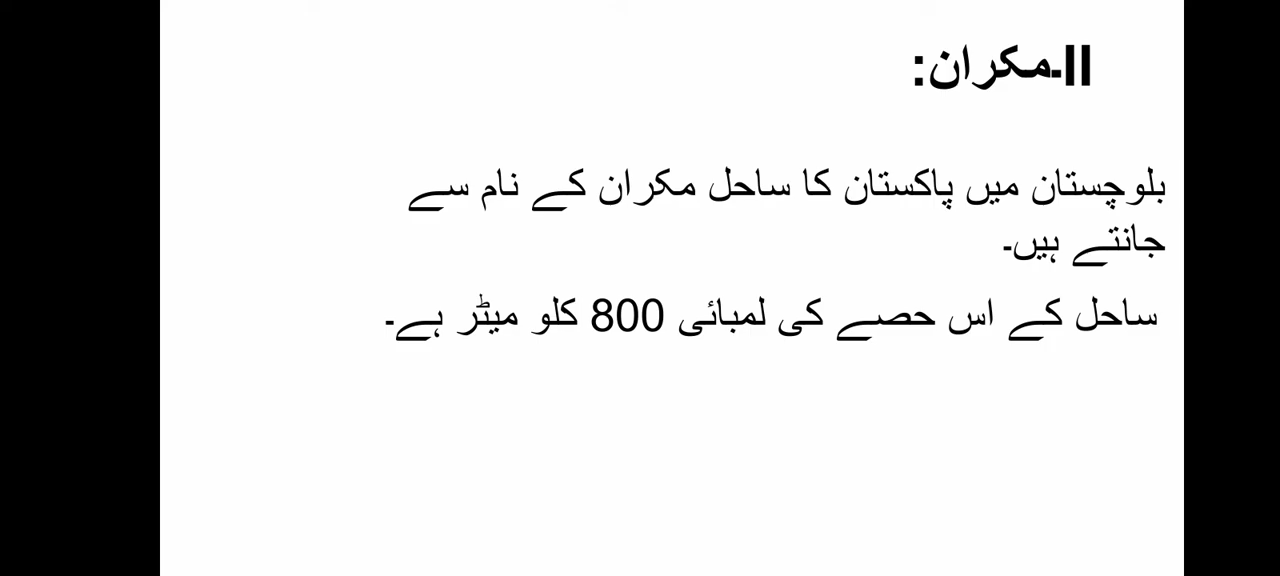 II۔مکران:
بلوچستان میں پاکستان کا ساحل مکران کے نام سے
جانتے ہیں۔
ساحل کے اس حصے کی لمبائی 800 کلو میٹر ہے۔